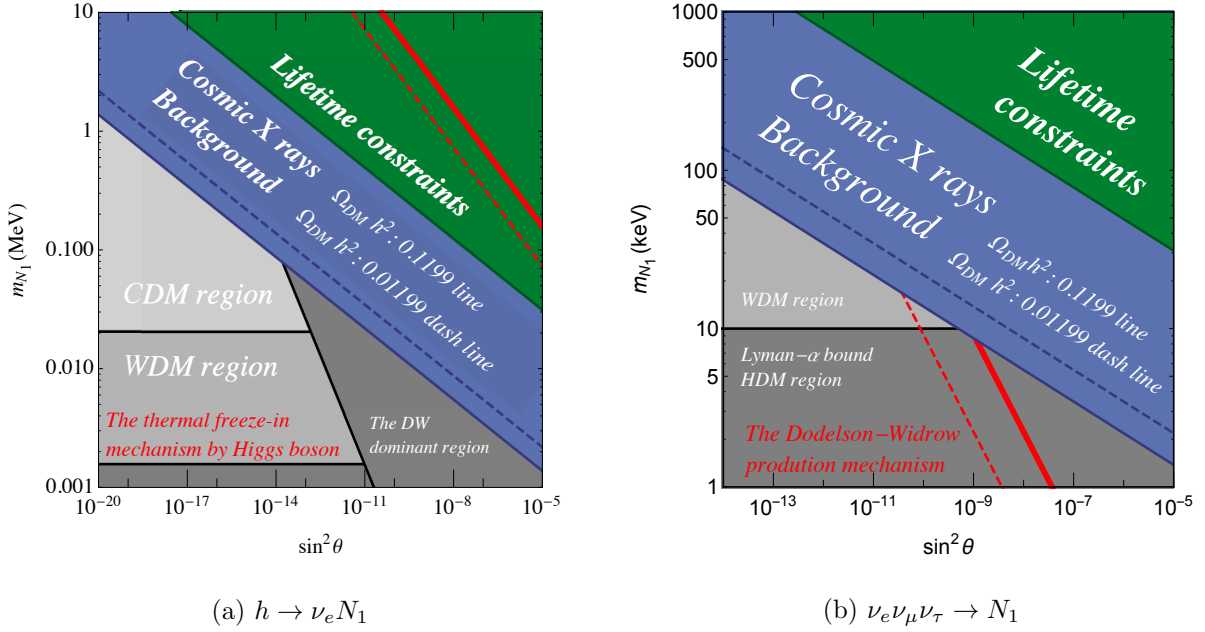 10
1
0.100
0.010
0.001
m_{N_1} (MeV)
Lifetime constraints
Cosmic X rays
Background
Ω_{DM} h² : 0.1199 line
Ω_{DM} h² : 0.01199 dash line
CDM region
WDM region
The thermal freeze-in
mechanism by Higgs boson
The DW
dominant region
10^{-20} 10^{-17} 10^{-14} 10^{-11} 10^{-8} 10^{-5}
sin² θ
(a) h → ν_e N_1
1000
500
100
50
10
5
1
m_{N_1} (keV)
Lifetime
constraints
Cosmic X rays
Background
Ω_{DM} h² : 0.1199 line
Ω_{DM} h² : 0.01199 dash line
WDM region
Lyman−α bound
HDM region
The Dodelson−Widrow
prodution mechanism
10^{-13} 10^{-11} 10^{-9} 10^{-7} 10^{-5}
sin² θ
(b) ν_e ν_μ ν_τ → N_1